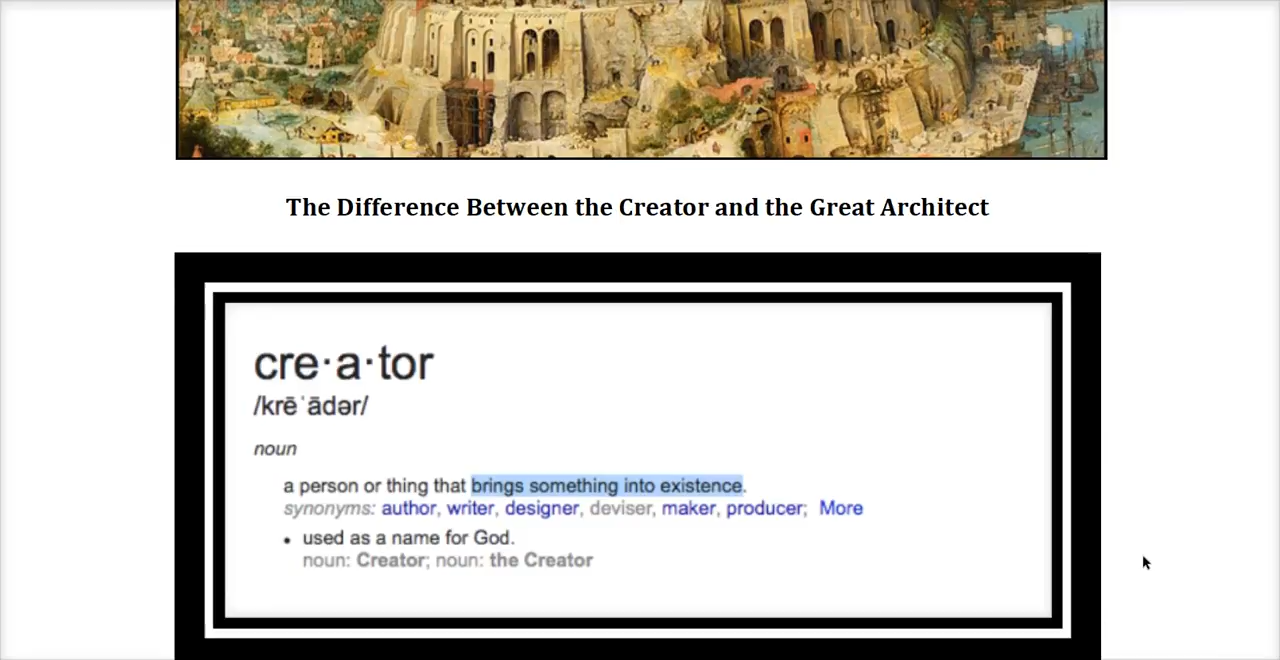 The Difference Between the Creator and the Great Architect
cre·a·tor
/krēˈādər/
noun
a person or thing that brings something into existence.
synonyms: author, writer, designer, deviser, maker, producer; More
• used as a name for God.
noun: Creator; noun: the Creator